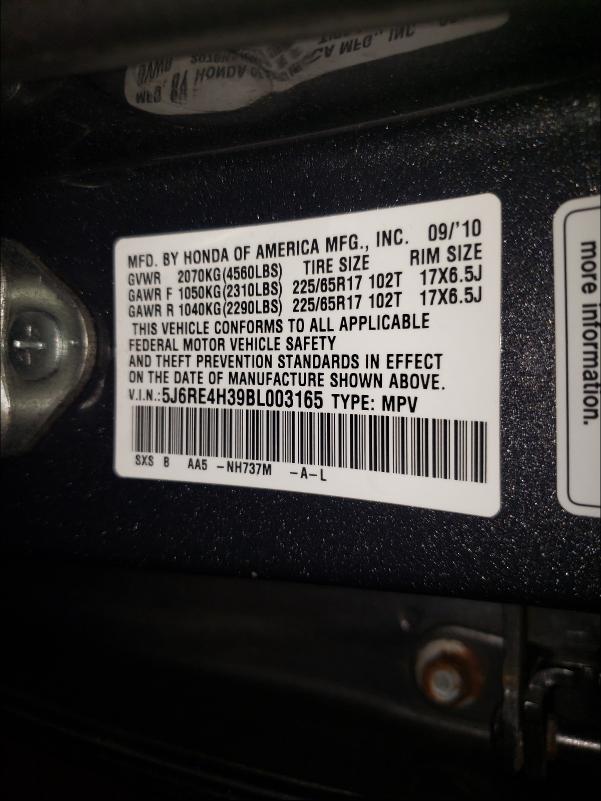 MFD. BY HONDA OF AMERICA MFG., INC. 09/'10
GVWR 2070KG(4560LBS) TIRE SIZE RIM SIZE
GAWR F 1050KG(2310LBS) 225/65R17 102T 17X6.5J
GAWR R 1040KG(2290LBS) 225/65R17 102T 17X6.5J
THIS VEHICLE CONFORMS TO ALL APPLICABLE
FEDERAL MOTOR VEHICLE SAFETY
AND THEFT PREVENTION STANDARDS IN EFFECT
ON THE DATE OF MANUFACTURE SHOWN ABOVE.
V.I.N.:5J6RE4H39BL003165 TYPE: MPV
SXS B AA5 -NH737M -A-L
more information.